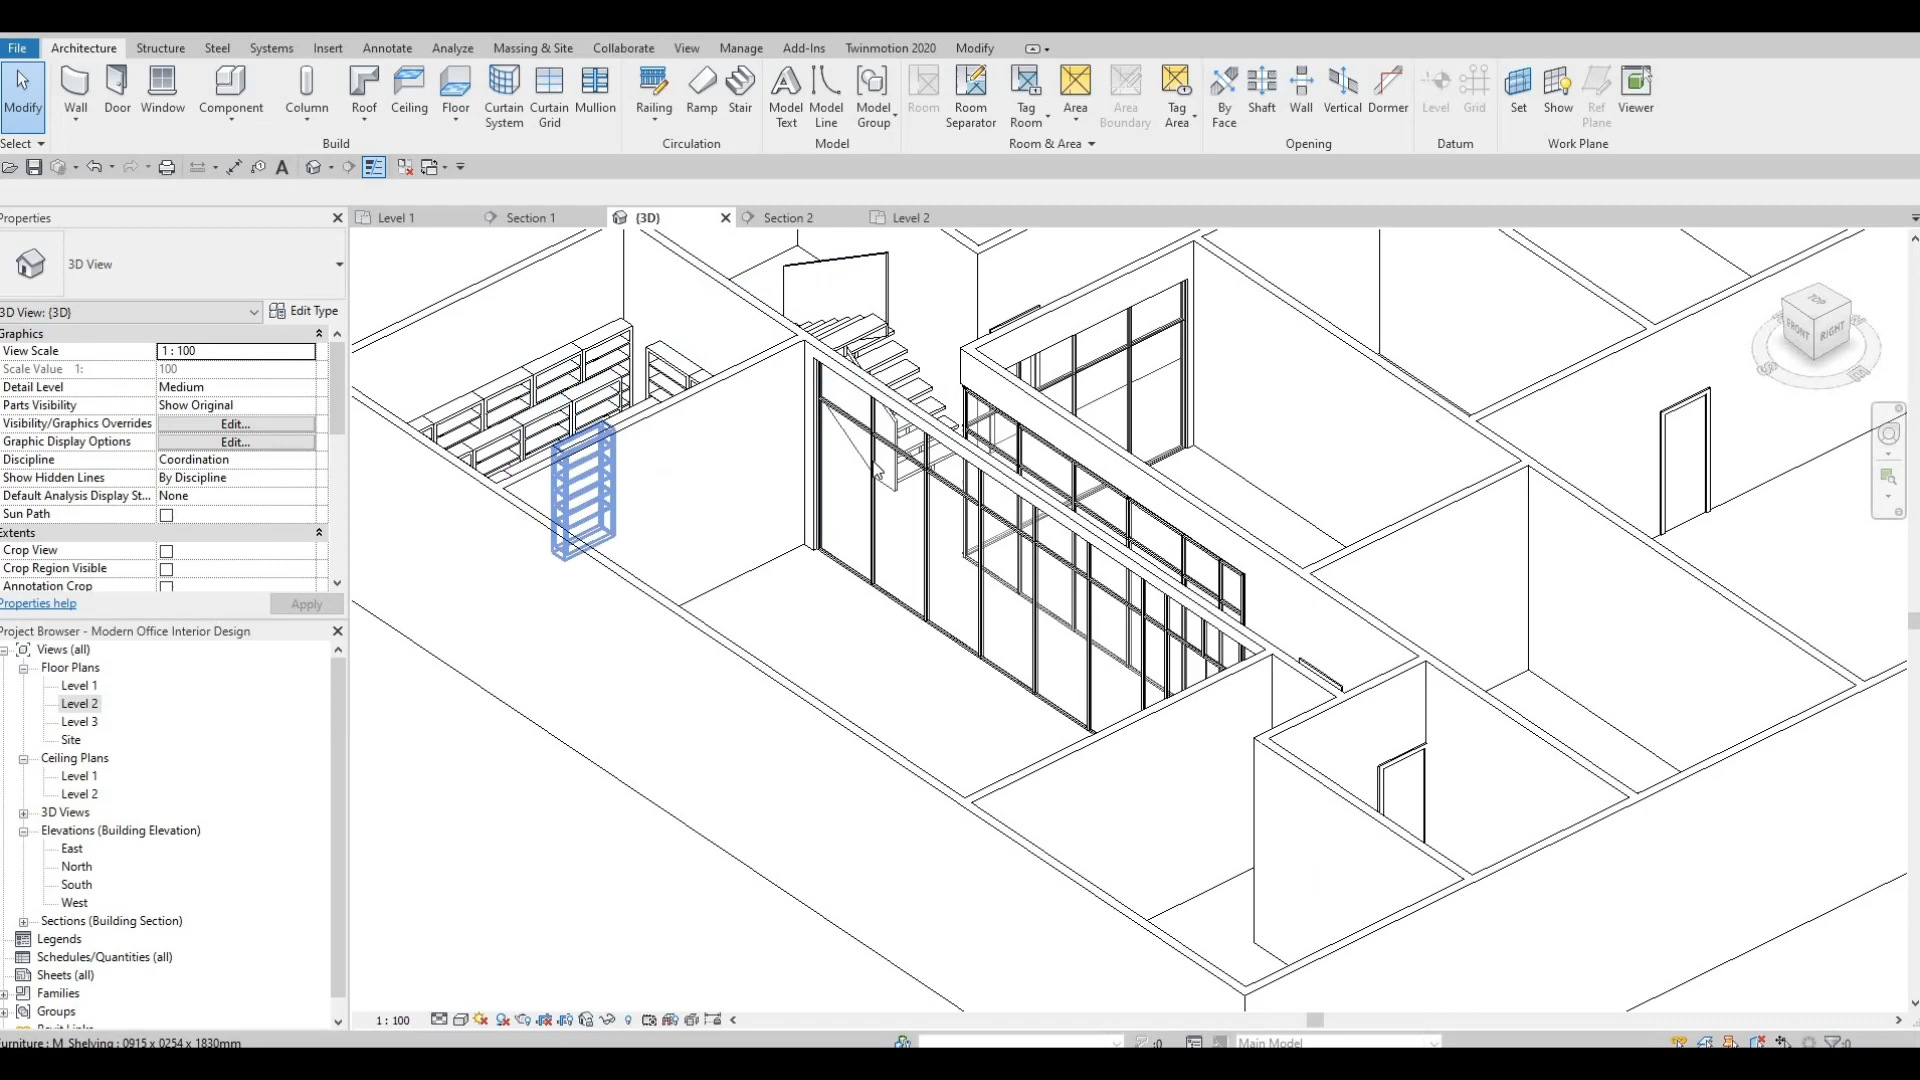 File Architecture Structure Steel Systems Insert Annotate Analyze Massing & Site Collaborate View Manage Add-Ins Twinmotion 2020 Modify
Modify Wall Door Window Component Column Roof Ceiling Floor Curtain System Curtain Grid Mullion Railing Ramp Stair Model Text Model Line Model Group Room Room Separator Tag Room Area Area Boundary Tag Area By Face Shaft Wall Vertical Dormer Level Grid Set Show Ref Plane Viewer
Select Build Circulation Model Room & Area Opening Datum Work Plane
Properties
Level 1 Section 1 {3D} Section 2 Level 2
3D View
3D View: {3D} Edit Type
Graphics
View Scale 1 : 100
Scale Value 1: 100
Detail Level Medium
Parts Visibility Show Original
Visibility/Graphics Overrides Edit...
Graphic Display Options Edit...
Discipline Coordination
Show Hidden Lines By Discipline
Default Analysis Display St... None
Sun Path
Extents
Crop View
Crop Region Visible
Annotation Crop
Properties help Apply
Project Browser - Modern Office Interior Design
Views (all)
Floor Plans
Level 1
Level 2
Level 3
Site
Ceiling Plans
Level 1
Level 2
3D Views
Elevations (Building Elevation)
East
North
South
West
Sections (Building Section)
Legends
Schedules/Quantities (all)
Sheets (all)
Families
Groups
Revit Links
TOP
FRONT RIGHT
1 : 100
Furniture : M_Shelving : 0915 x 0254 x 1830mm
:0 Main Model :0